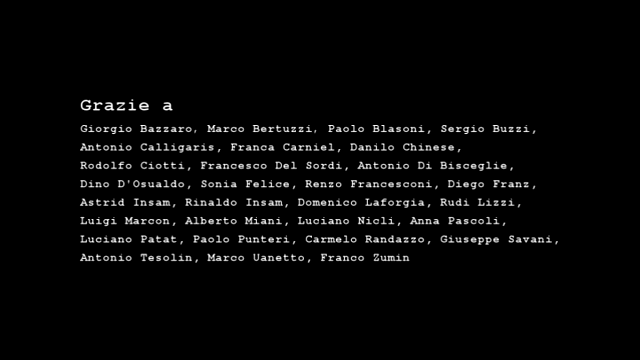 Grazie a
Giorgio Bazzaro, Marco Bertuzzi, Paolo Blasoni, Sergio Buzzi,
Antonio Calligaris, Franca Carniel, Danilo Chinese,
Rodolfo Ciotti, Francesco Del Sordi, Antonio Di Bisceglie,
Dino D'Osualdo, Sonia Felice, Renzo Francesconi, Diego Franz,
Astrid Insam, Rinaldo Insam, Domenico Laforgia, Rudi Lizzi,
Luigi Marcon, Alberto Miani, Luciano Nicli, Anna Pascoli,
Luciano Patat, Paolo Punteri, Carmelo Randazzo, Giuseppe Savani,
Antonio Tesolin, Marco Uanetto, Franco Zumin